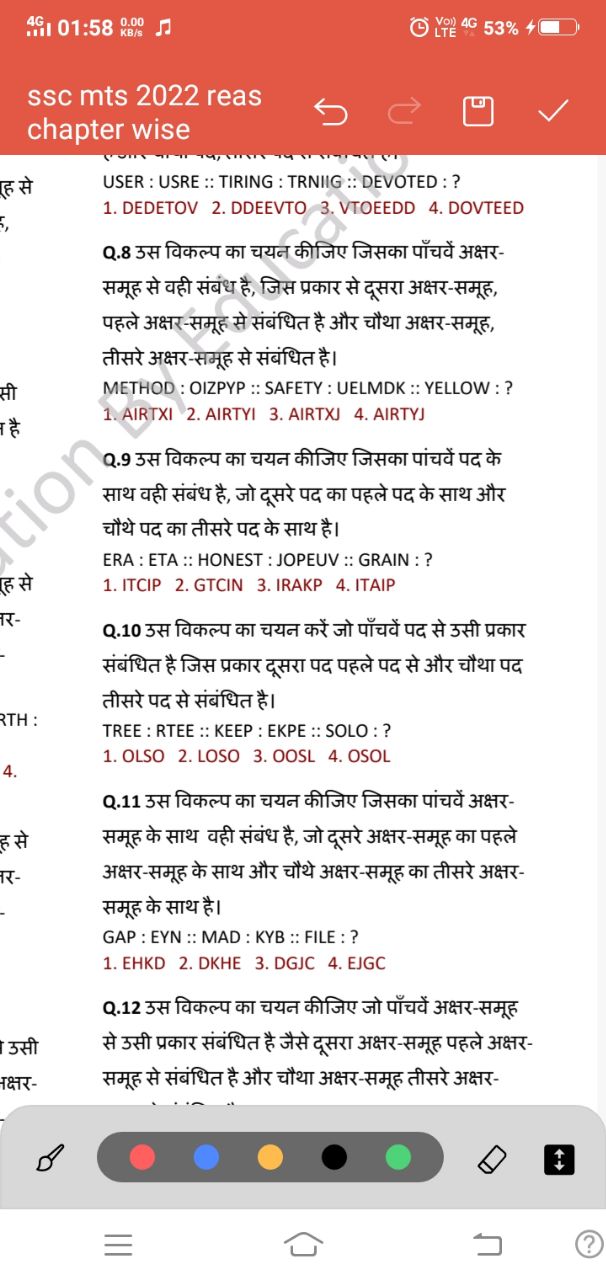 4G 01:58 0.00 KB/s
Vo) LTE 4G 53%
ssc mts 2022 reas
chapter wise
USER : USRE :: TIRING : TRNIIG :: DEVOTED : ?
1. DEDETOV 2. DDEEVTO 3. VTOEEDD 4. DOVTEED
Q.8 उस विकल्प का चयन कीजिए जिसका पाँचवें अक्षर-
समूह से वही संबंध है, जिस प्रकार से दूसरा अक्षर-समूह,
पहले अक्षर-समूह से संबंधित है और चौथा अक्षर-समूह,
तीसरे अक्षर-समूह से संबंधित है।
METHOD : OIZPYP :: SAFETY : UELMDK :: YELLOW : ?
1. AIRTXI 2. AIRTYI 3. AIRTXJ 4. AIRTYJ
Q.9 उस विकल्प का चयन कीजिए जिसका पांचवें पद के
साथ वही संबंध है, जो दूसरे पद का पहले पद के साथ और
चौथे पद का तीसरे पद के साथ है।
ERA : ETA :: HONEST : JOPEUV :: GRAIN : ?
1. ITCIP 2. GTCIN 3. IRAKP 4. ITAIP
Q.10 उस विकल्प का चयन करें जो पाँचवें पद से उसी प्रकार
संबंधित है जिस प्रकार दूसरा पद पहले पद से और चौथा पद
तीसरे पद से संबंधित है।
TREE : RTEE :: KEEP : EKPE :: SOLO : ?
1. OLSO 2. LOSO 3. OOSL 4. OSOL
Q.11 उस विकल्प का चयन कीजिए जिसका पांचवें अक्षर-
समूह के साथ वही संबंध है, जो दूसरे अक्षर-समूह का पहले
अक्षर-समूह के साथ और चौथे अक्षर-समूह का तीसरे अक्षर-
समूह के साथ है।
GAP : EYN :: MAD : KYB :: FILE : ?
1. EHKD 2. DKHE 3. DGJC 4. EJGC
Q.12 उस विकल्प का चयन कीजिए जो पाँचवें अक्षर-समूह
से उसी प्रकार संबंधित है जैसे दूसरा अक्षर-समूह पहले अक्षर-
समूह से संबंधित है और चौथा अक्षर-समूह तीसरे अक्षर-
से
है
से
RTH :
4.
से
उसी
tion By Educatio